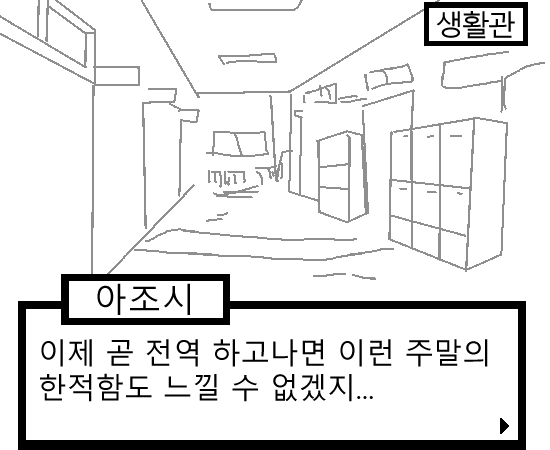 생활관
아조시
이제 곧 전역 하고나면 이런 주말의
한적함도 느낄 수 없겠지...